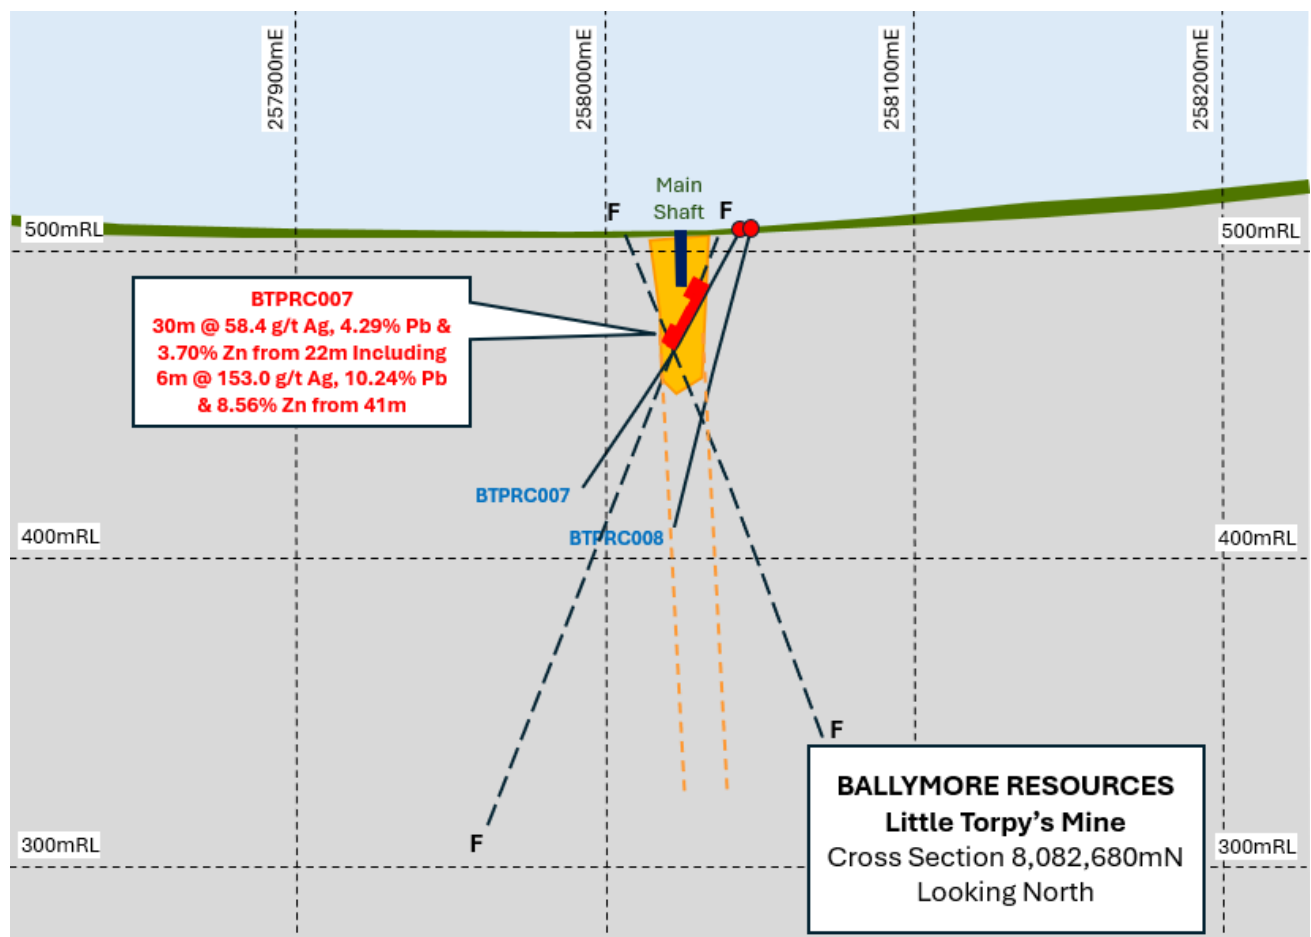 257900mE
258000mE
258100mE
258200mE
Main
Shaft
F
F
500mRL
500mRL
BTPRC007
30m @ 58.4 g/t Ag, 4.29% Pb &
3.70% Zn from 22m Including
6m @ 153.0 g/t Ag, 10.24% Pb
& 8.56% Zn from 41m
BTPRC007
BTPRC008
400mRL
400mRL
F
F
BALLYMORE RESOURCES
Little Torpy’s Mine
Cross Section 8,082,680mN
Looking North
300mRL
300mRL